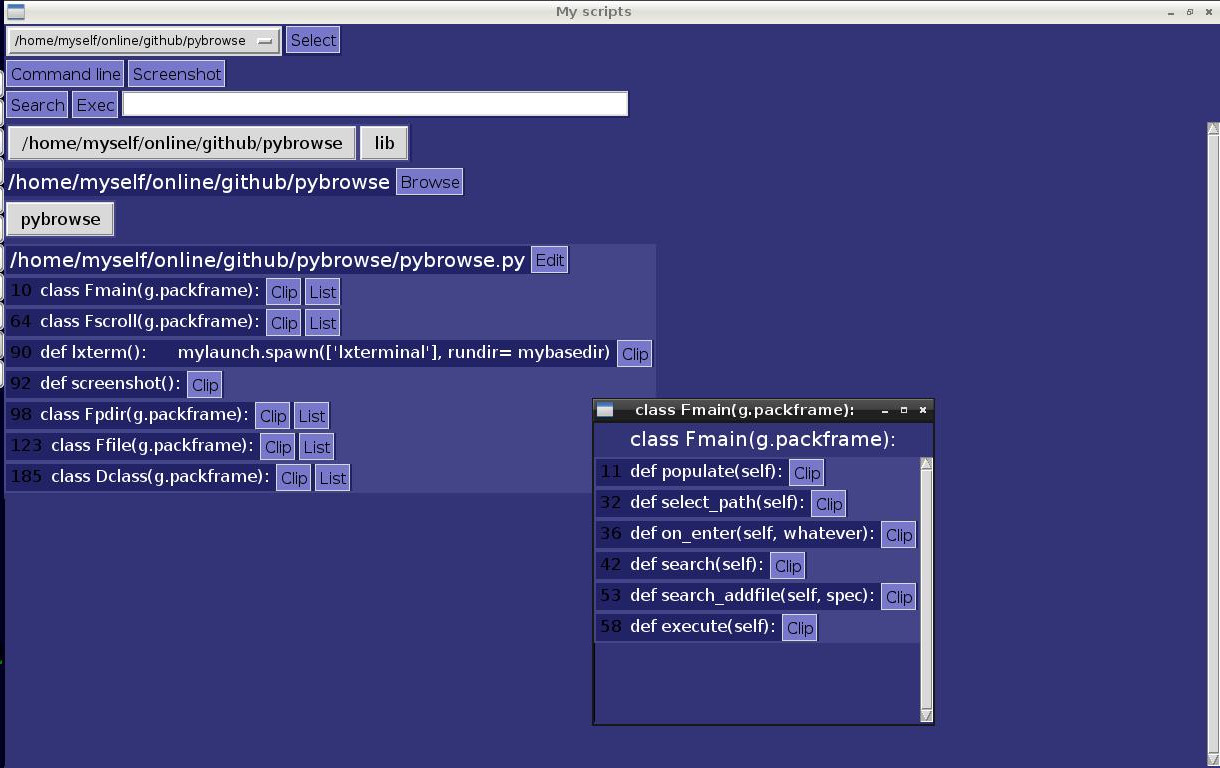 My scripts
/home/myself/online/github/pybrowse Select
Command line Screenshot
Search Exec
/home/myself/online/github/pybrowse lib
/home/myself/online/github/pybrowse Browse
pybrowse
/home/myself/online/github/pybrowse/pybrowse.py Edit
10 class Fmain(g.packframe): Clip List
64 class Fscroll(g.packframe): Clip List
90 def lxterm(): mylaunch.spawn(['lxterminal'], rundir= mybasedir) Clip
92 def screenshot(): Clip
98 class Fpdir(g.packframe): Clip List
123 class Ffile(g.packframe): Clip List
185 class Dclass(g.packframe): Clip List
class Fmain(g.packframe):
class Fmain(g.packframe):
11 def populate(self): Clip
32 def select_path(self): Clip
36 def on_enter(self, whatever): Clip
42 def search(self): Clip
53 def search_addfile(self, spec): Clip
58 def execute(self): Clip